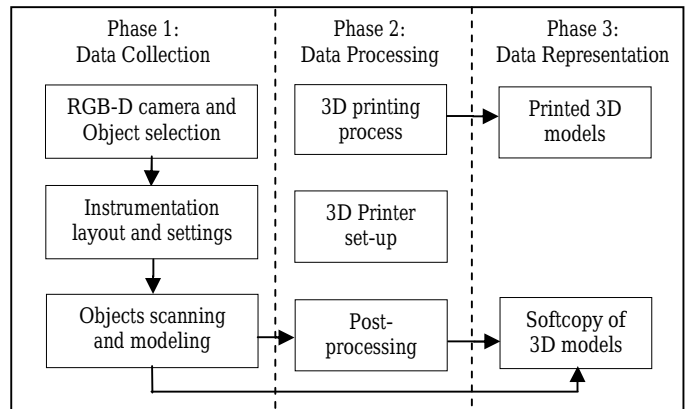 Phase 1:
Data Collection
RGB-D camera and
Object selection
Instrumentation
layout and settings
Objects scanning
and modeling
Phase 2:
Data Processing
3D printing
process
3D Printer
set-up
Post-
processing
Phase 3:
Data Representation
Printed 3D
models
Softcopy of
3D models